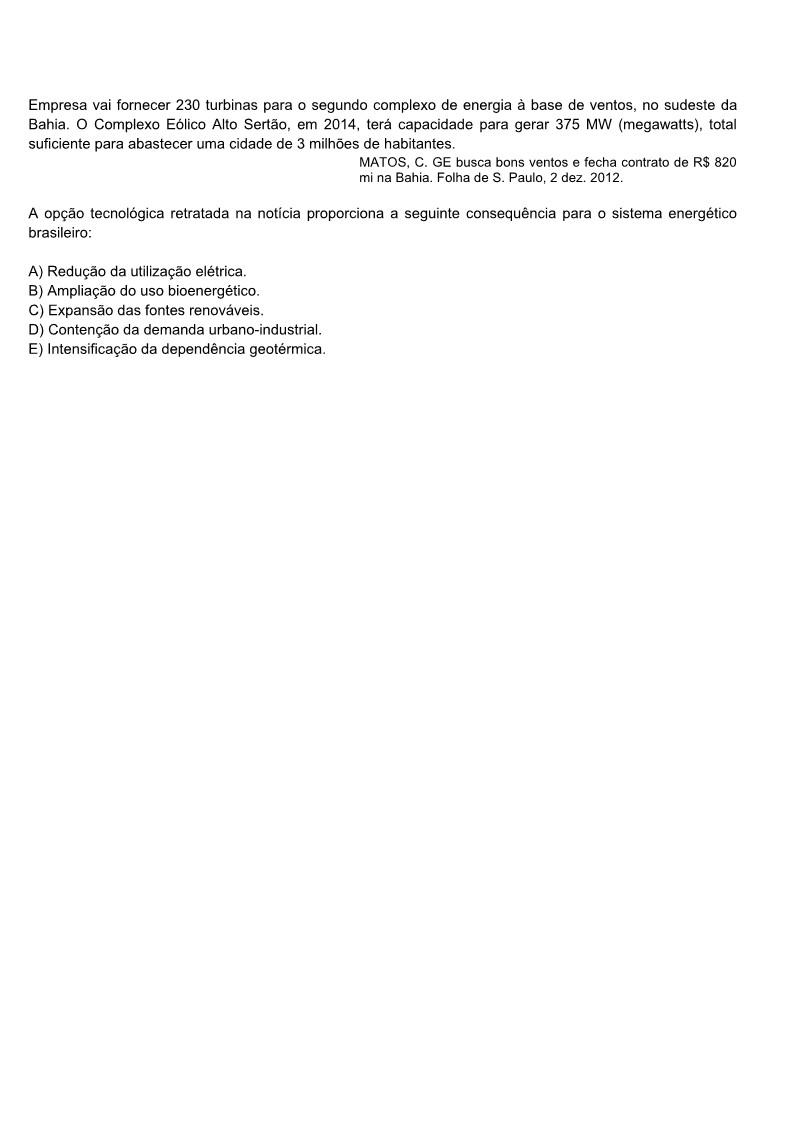 Empresa vai fornecer 230 turbinas para o segundo complexo de energia à base de ventos, no sudeste da
Bahia. O Complexo Eólico Alto Sertão, em 2014, terá capacidade para gerar 375 MW (megawatts), total
suficiente para abastecer uma cidade de 3 milhões de habitantes.
MATOS, C. GE busca bons ventos e fecha contrato de R$ 820
mi na Bahia. Folha de S. Paulo, 2 dez. 2012.
A opção tecnológica retratada na notícia proporciona a seguinte consequência para o sistema energético
brasileiro:
A) Redução da utilização elétrica.
B) Ampliação do uso bioenergético.
C) Expansão das fontes renováveis.
D) Contenção da demanda urbano-industrial.
E) Intensificação da dependência geotérmica.